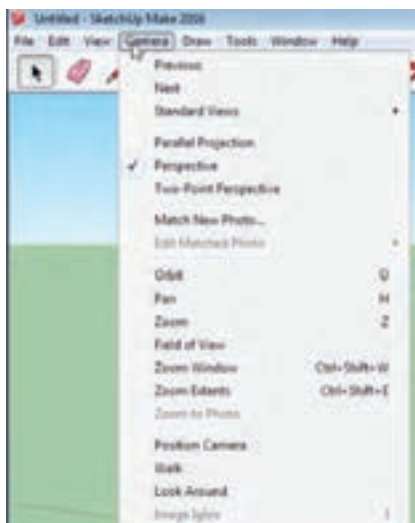 Untitled - SketchUp Make 2016
File Edit View Camera Draw Tools Window Help
Previous
Next
Standard Views
Parallel Projection
✓ Perspective
Two-Point Perspective
Match New Photo...
Edit Matched Photo
Orbit O
Pan H
Zoom Z
Field of View
Zoom Window Ctrl+Shift+W
Zoom Extents Ctrl+Shift+E
Zoom to Photo
Position Camera
Walk
Look Around
Image Igloo I